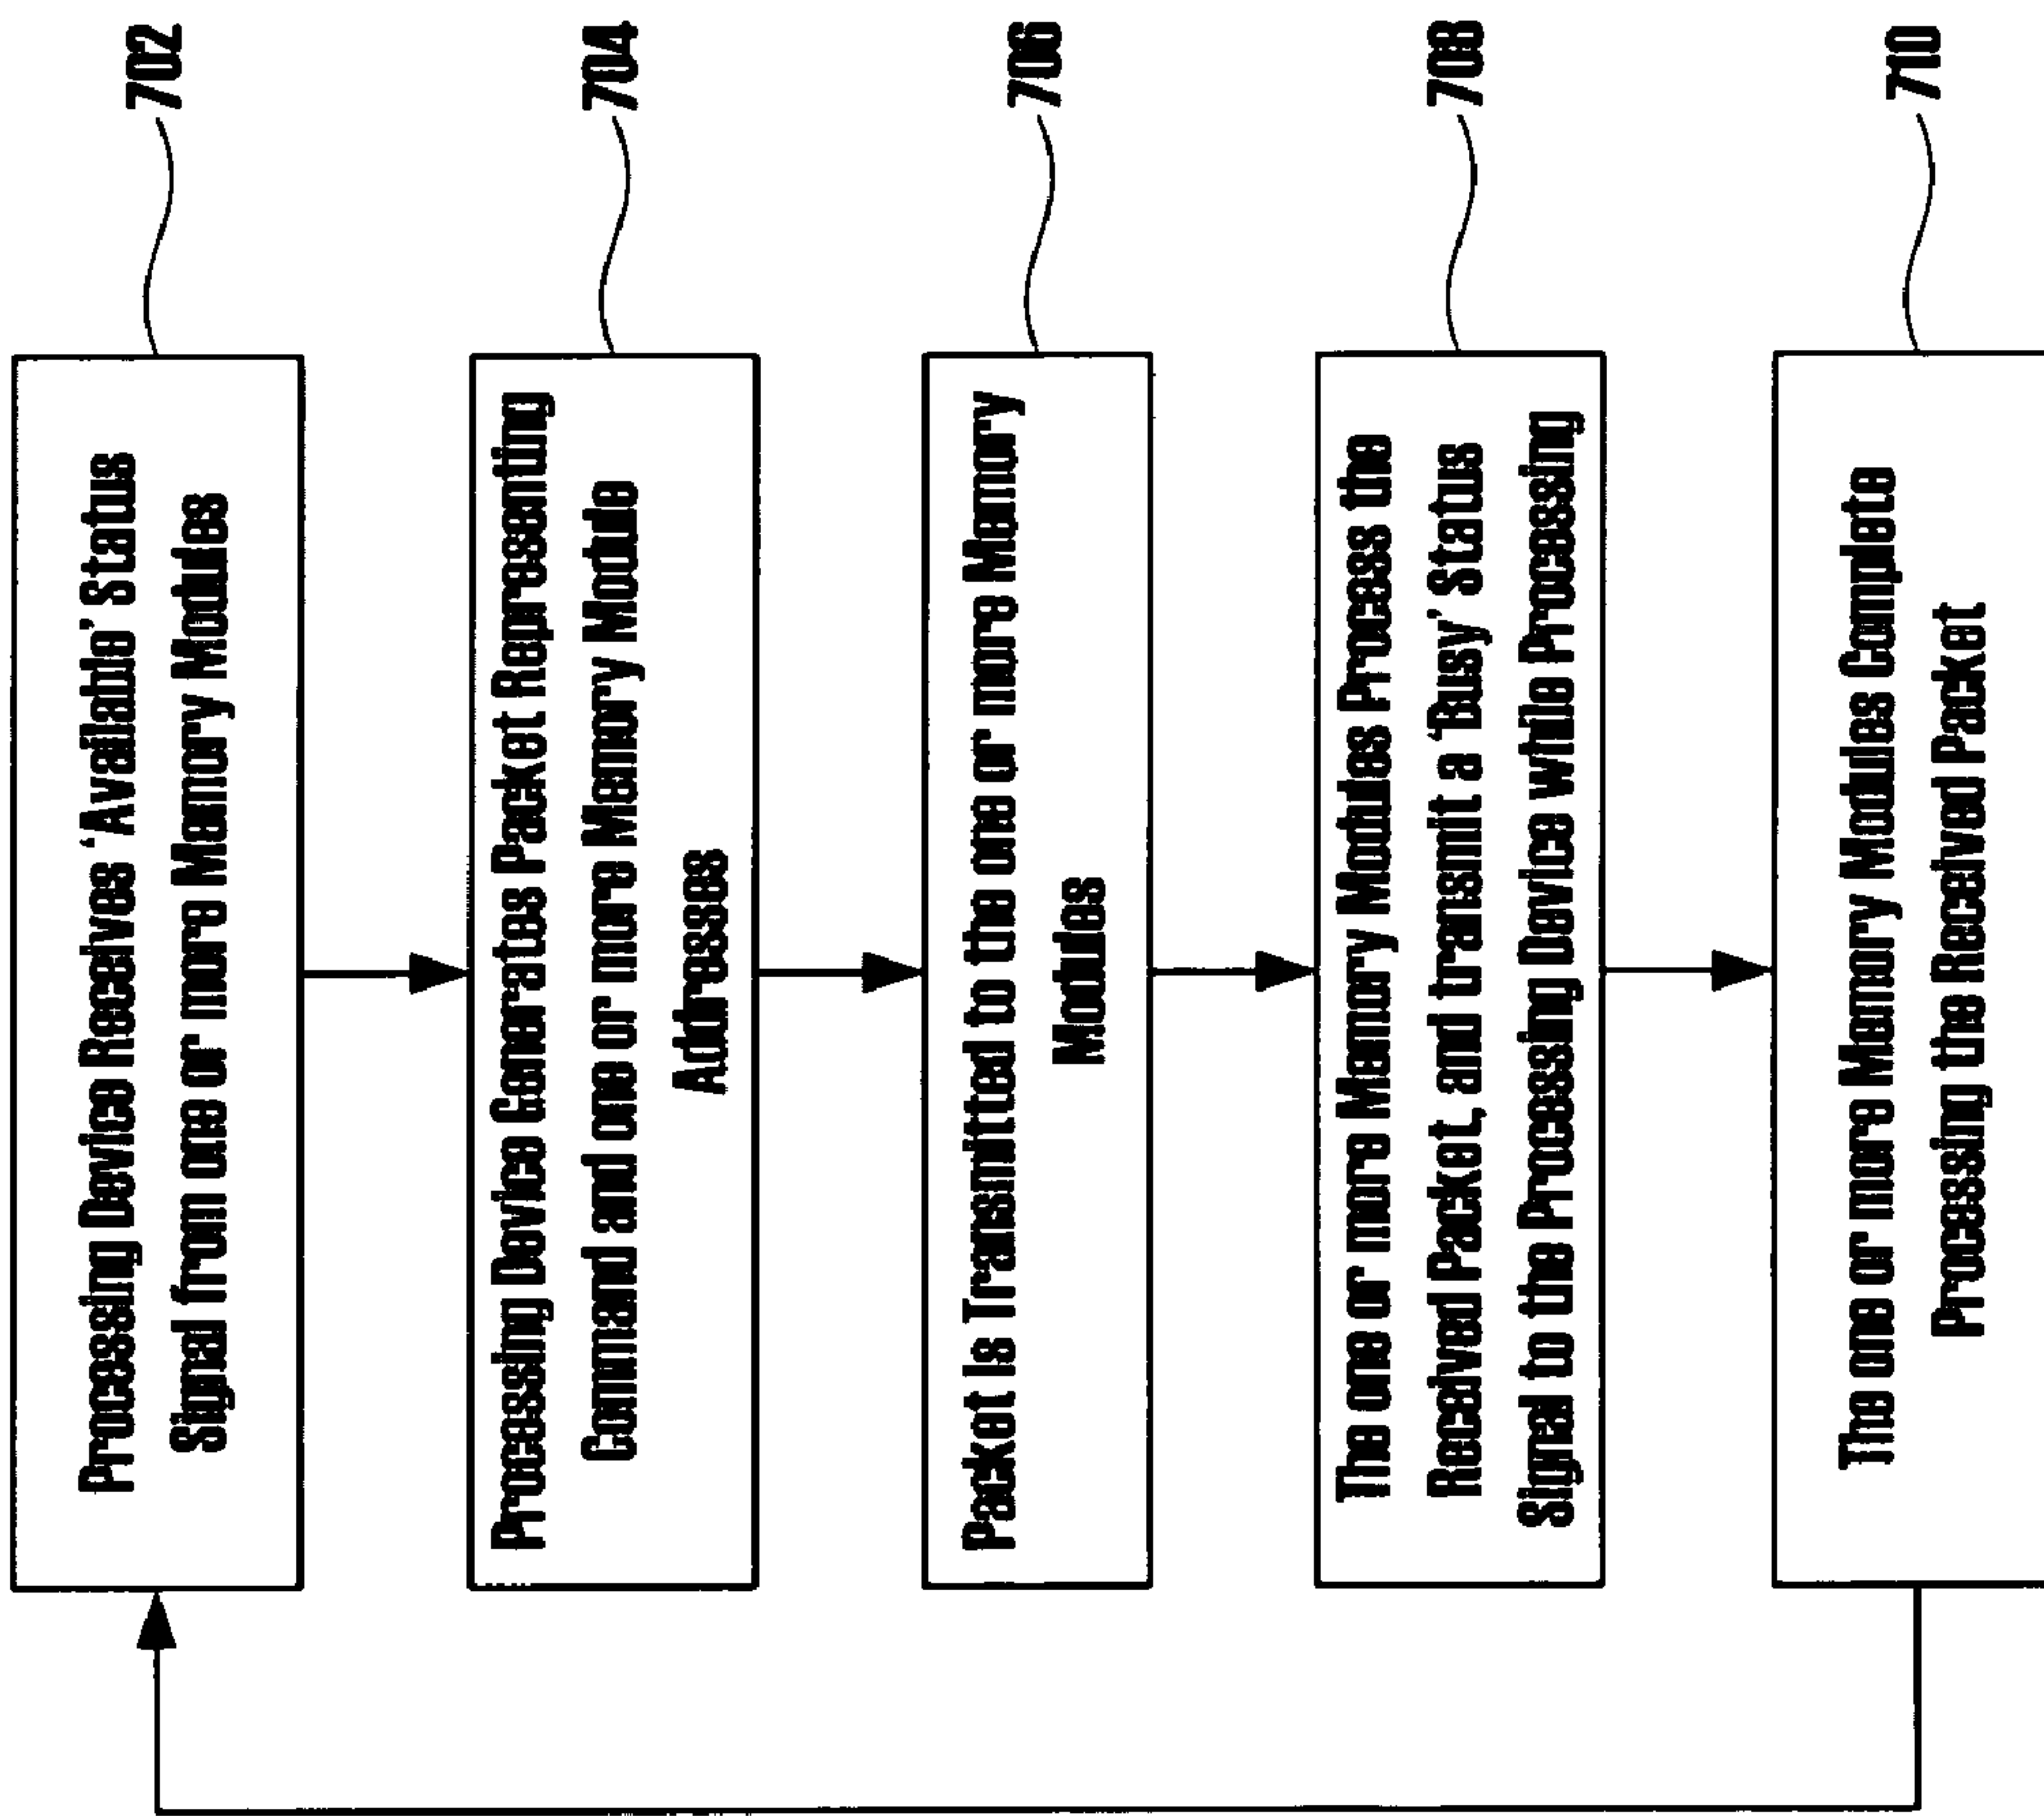 702
Processing Device Receives 'Available' Status
Signal from one or more Memory Modules
704
Processing Device Generates Packet Representing
Command and one or more Memory Module
Addresses
706
Packet Is Transmitted to the one or more Memory
Modules
708
The one or more Memory Modules Process the
Received Packet, and transmit a 'Busy' Status
Signal to the Processing Device while Processing
710
The one or more Memory Modules Complete
Processing the Received Packet